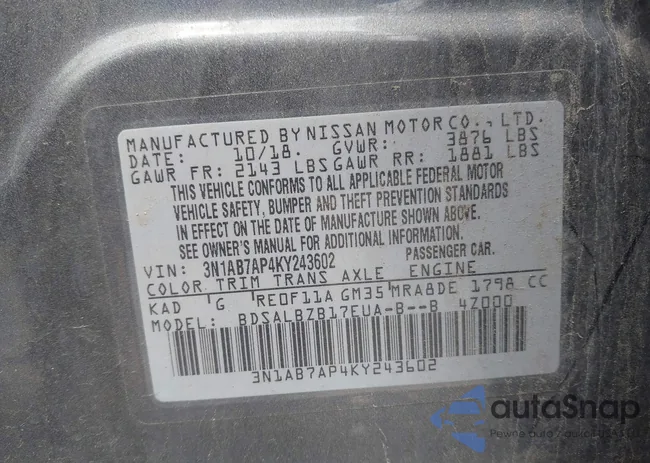 MANUFACTURED BY NISSAN MOTOR CO., LTD.
DATE: 10/18. GVWR: 3876 LBS
GAWR FR: 2143 LBS GAWR RR: 1881 LBS
THIS VEHICLE CONFORMS TO ALL APPLICABLE FEDERAL MOTOR
VEHICLE SAFETY, BUMPER AND THEFT PREVENTION STANDARDS
IN EFFECT ON THE DATE OF MANUFACTURE SHOWN ABOVE.
SEE OWNER'S MANUAL FOR ADDITIONAL INFORMATION.
VIN: 3N1AB7AP4KY243602 PASSENGER CAR.
COLOR TRIM TRANS AXLE ENGINE
KAD G RE0F11A GM35 MRA8DE 1798 CC
MODEL: BDSALBZB17EUA-B--B 4Z000
3N1AB7AP4KY243602
autaSnap
Pewne auta